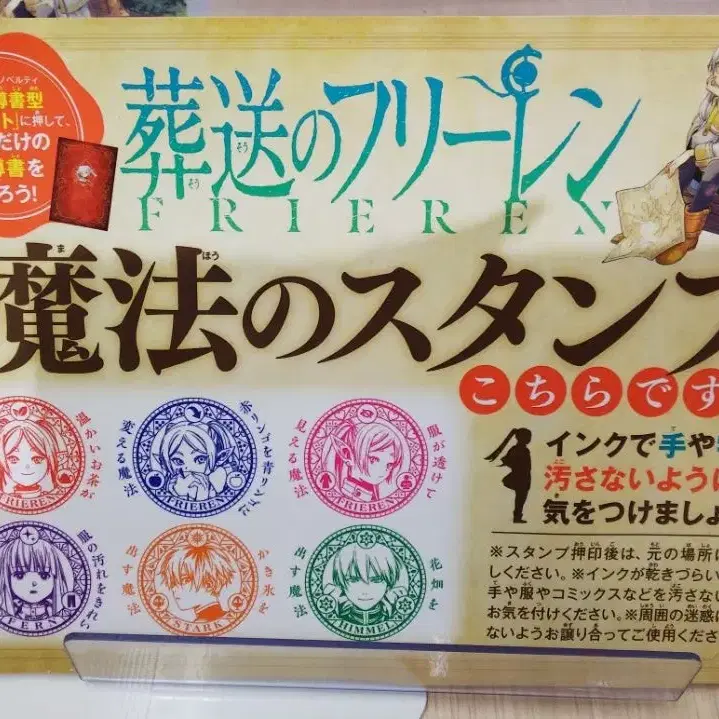 ノベルティ
導書型
ト!に押して、
だけの
導書を
ろう!
葬送のフリーレン
FRIEREN
魔法のスタンプ
こちらです
インクで手や
汚さないように
気をつけましょ
※スタンプ押印後は、元の場所に
しください。※インクが乾きづらい
手や服やコミックスなどを汚さない
お気を付けください。※周囲の迷惑に
ないようお譲り合ってご使用くださ
温かいお茶が
FRIEREN
赤リンゴを青リンゴに
変える魔法
FRIEREN
服が透けて
見える魔法
FRIEREN
服の汚れをきれい
FERN
かき氷を
出す魔法
STARK
花畑を
出す魔法
HIMMEL